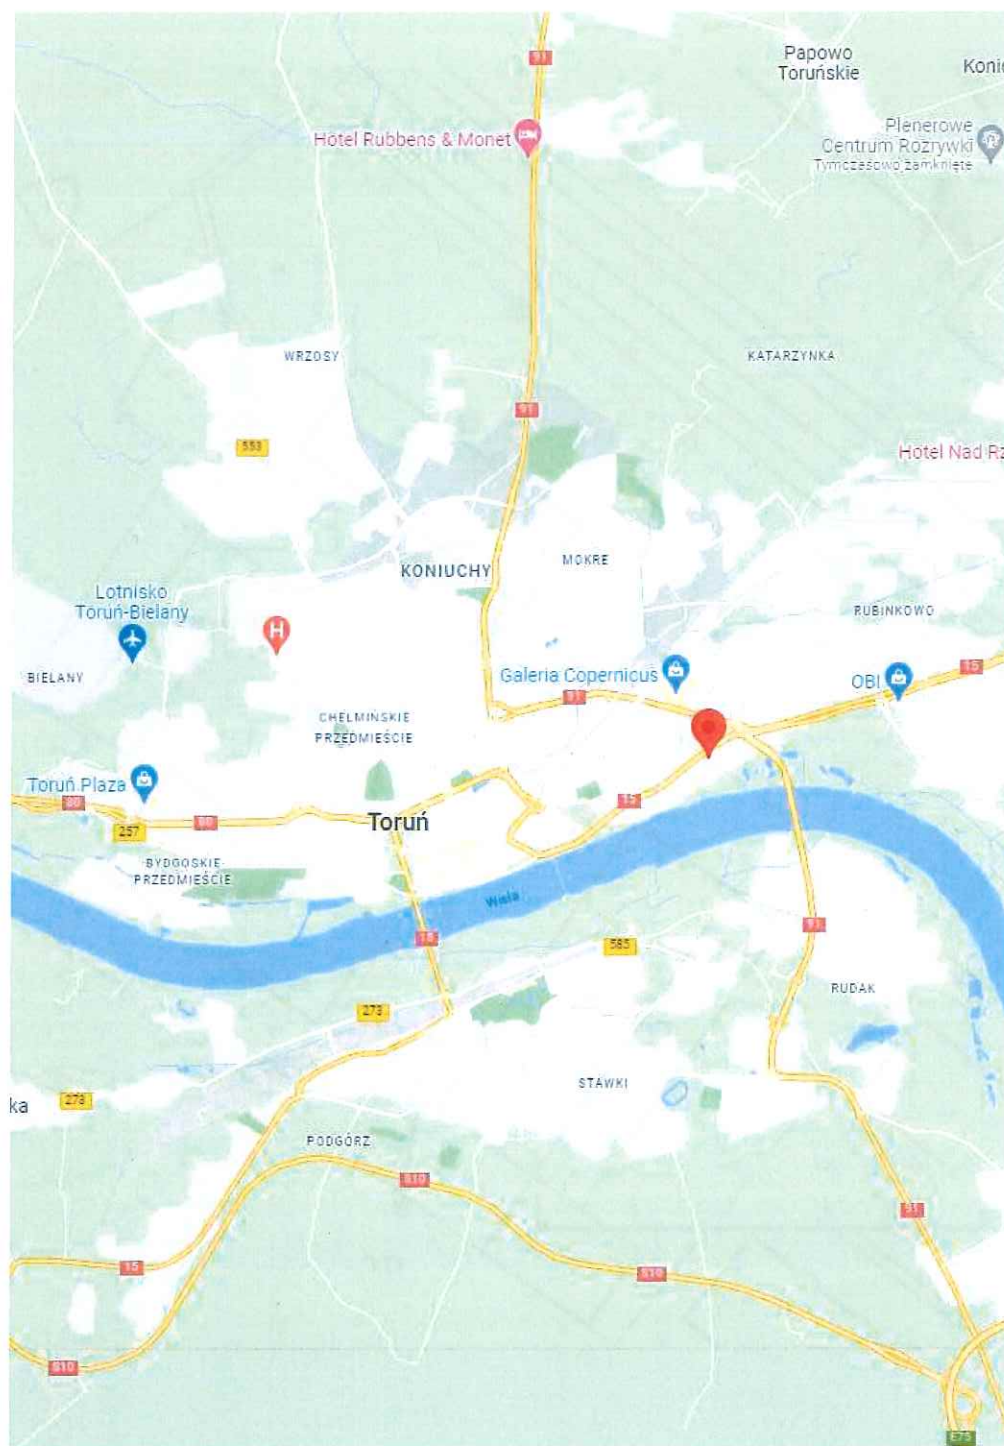 91
Papowo
Toruńskie
Konie
Hotel Rubbens & Monet
Plenerowe
Centrum Rozrywki
Tymczasowo zamknięte
WRZOSY
KATARZYNKA
91
553
Hotel Nad Rz
KONIUCHY
MOKRE
Lotnisko
Toruń-Bielany
RUBINKOWO
H
BIELANY
Galeria Copernicus
OBI
15
91
CHEŁMIŃSKIE
PRZEDMIEŚCIE
Toruń Plaza
80
15
257
80
Toruń
BYDGOSKIE
PRZEDMIEŚCIE
Wisła
15
585
91
RUDAK
273
STAWKI
ka
273
PODGÓRZ
S10
91
15
S10
S10
E75